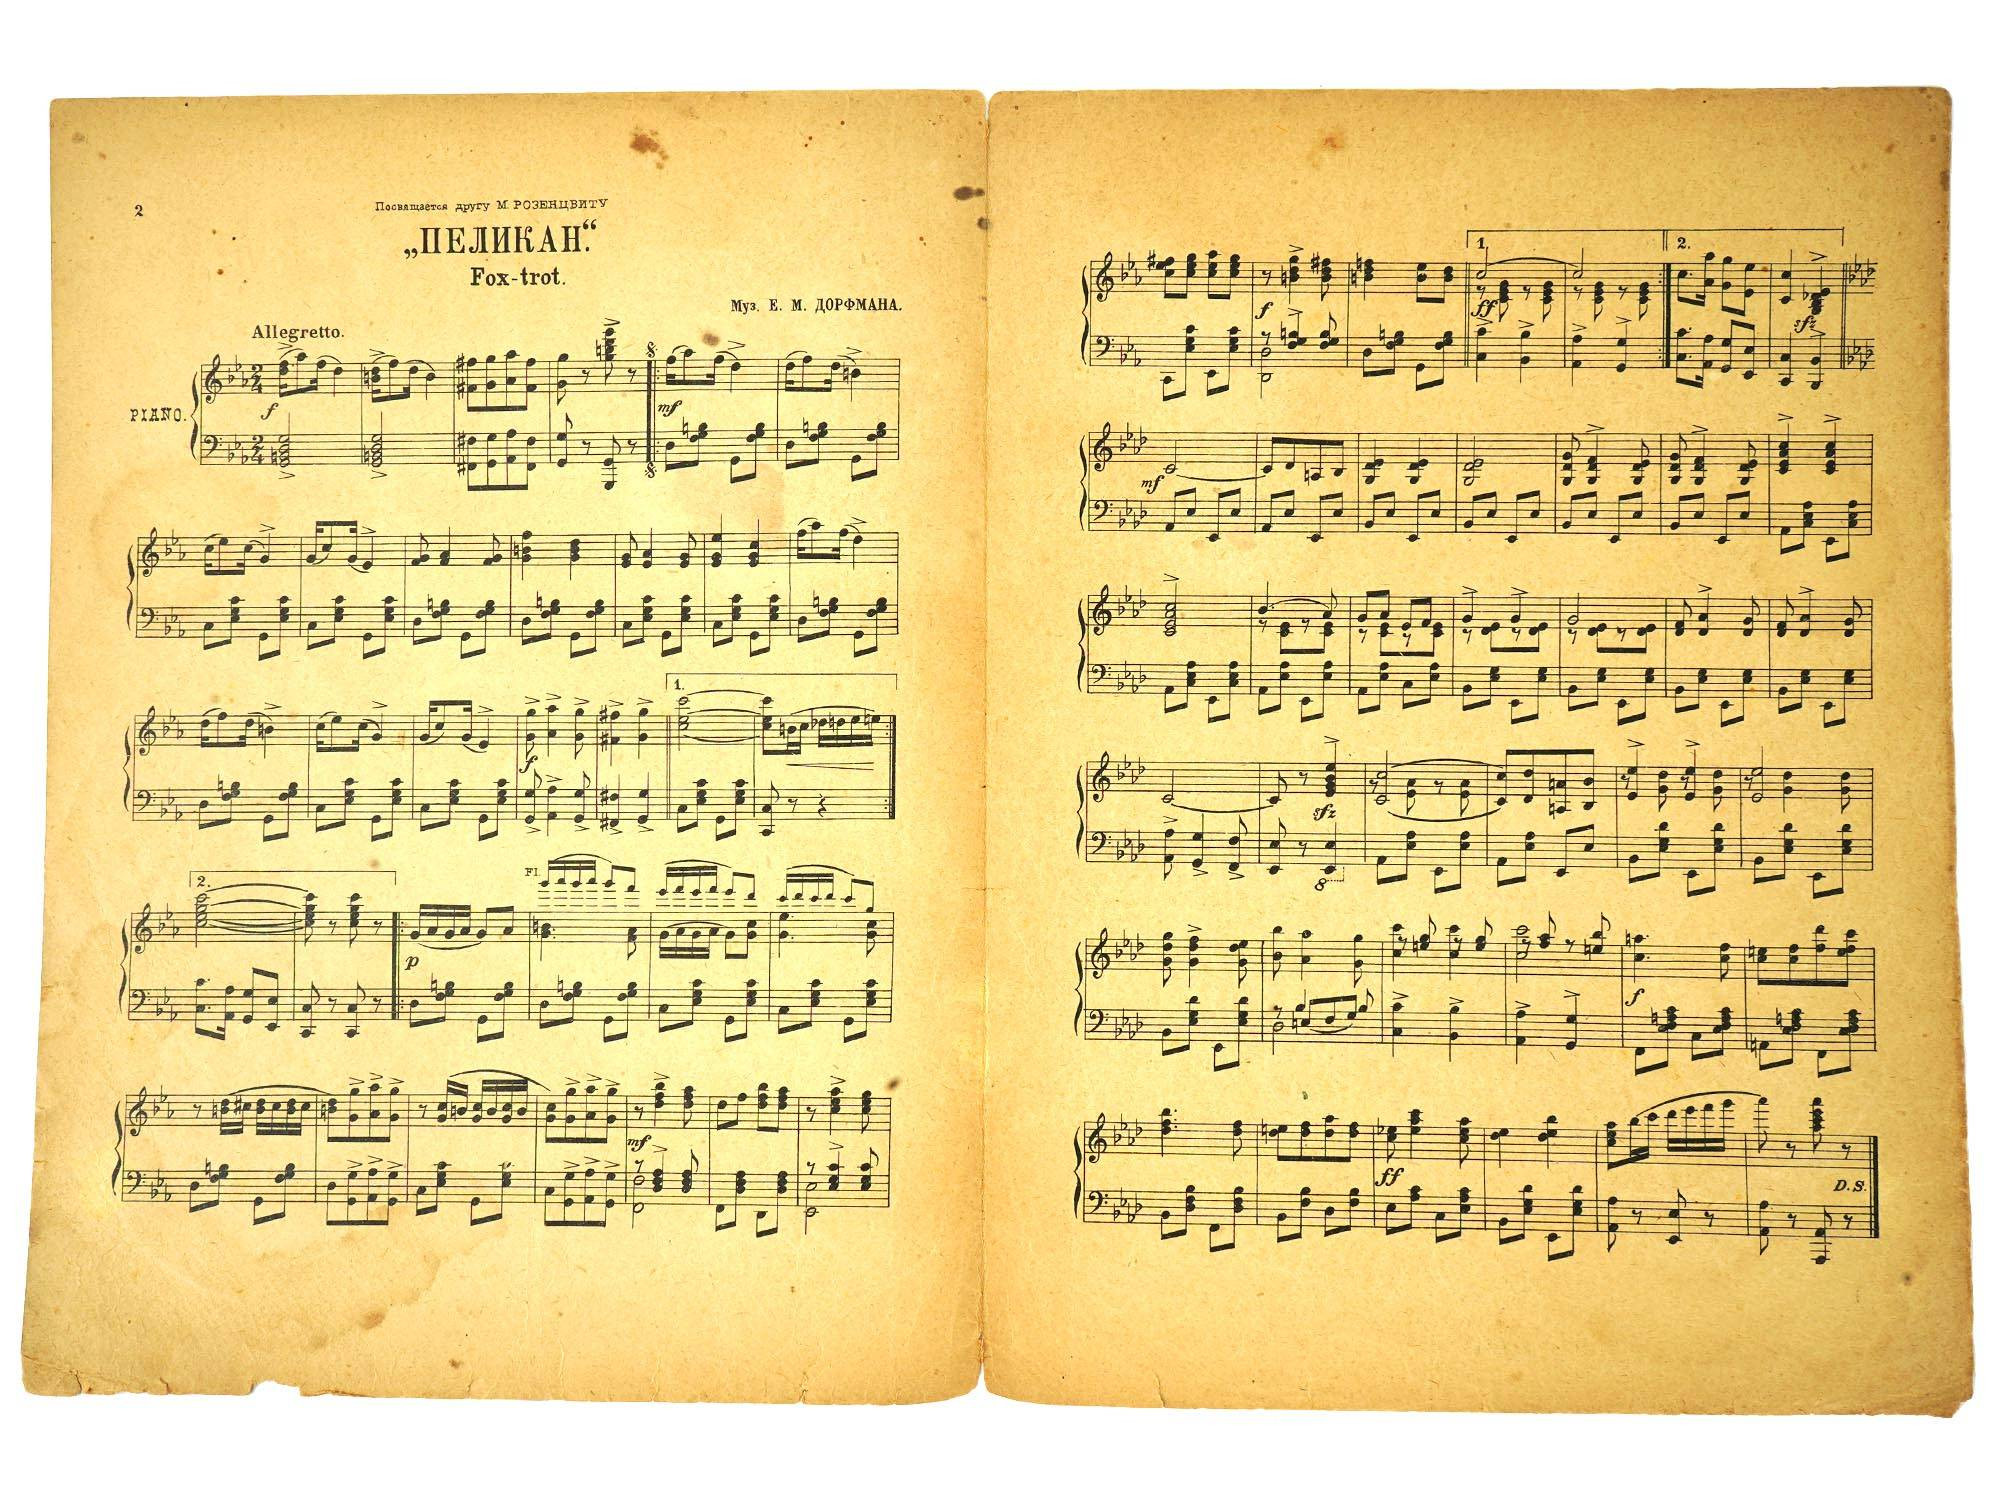 2
Посвящается другу М. РОЗЕНЦВИТУ
„ПЕЛИКАН“.
Fox-trot.
Муз. Е. М. ДОРФМАНА.
Allegretto.
PIANO.
f
mf
f
1.
2.
Fl.
p
mf
1.
2.
f
ff
sfz
mf
sfz
8
f
ff
D.S.